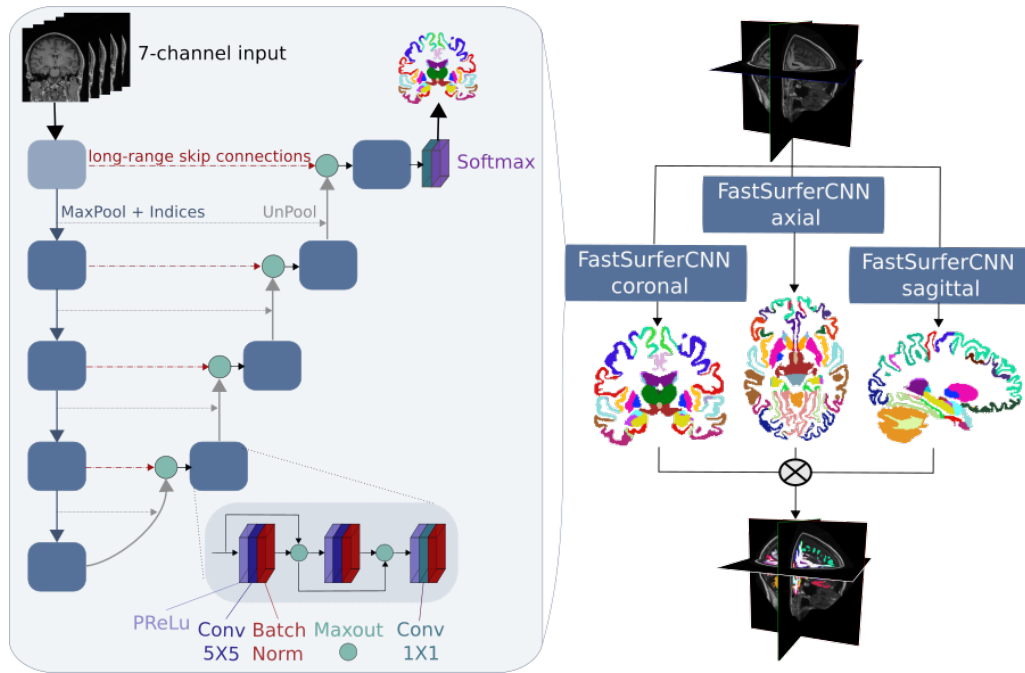 7-channel input
long-range skip connections
Softmax
MaxPool + Indices
UnPool
PReLu
Conv
5X5
Batch
Norm
Maxout
Conv
1X1
FastSurferCNN
axial
FastSurferCNN
coronal
FastSurferCNN
sagittal